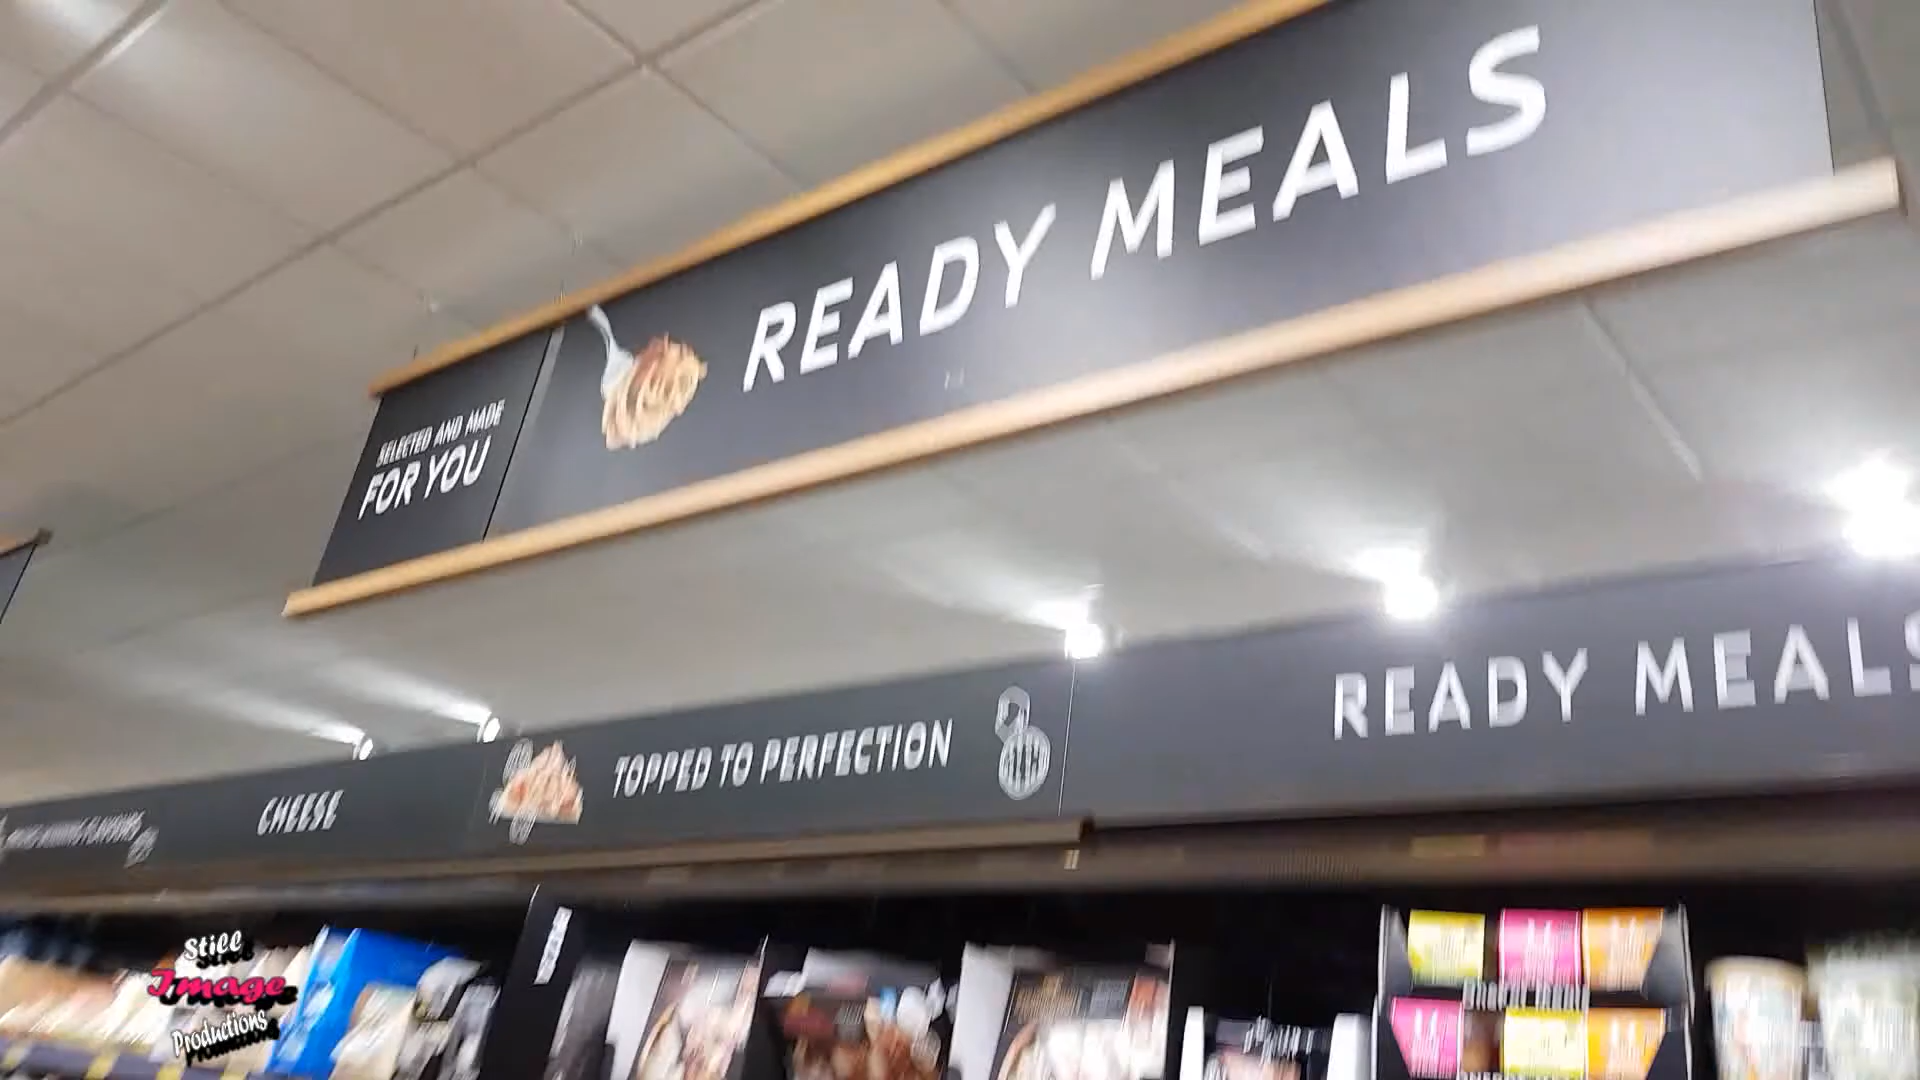 READY MEALS
SELECTED AND MADE
FOR YOU
READY MEALS
TOPPED TO PERFECTION
CHEESE
Still
Image
Productions